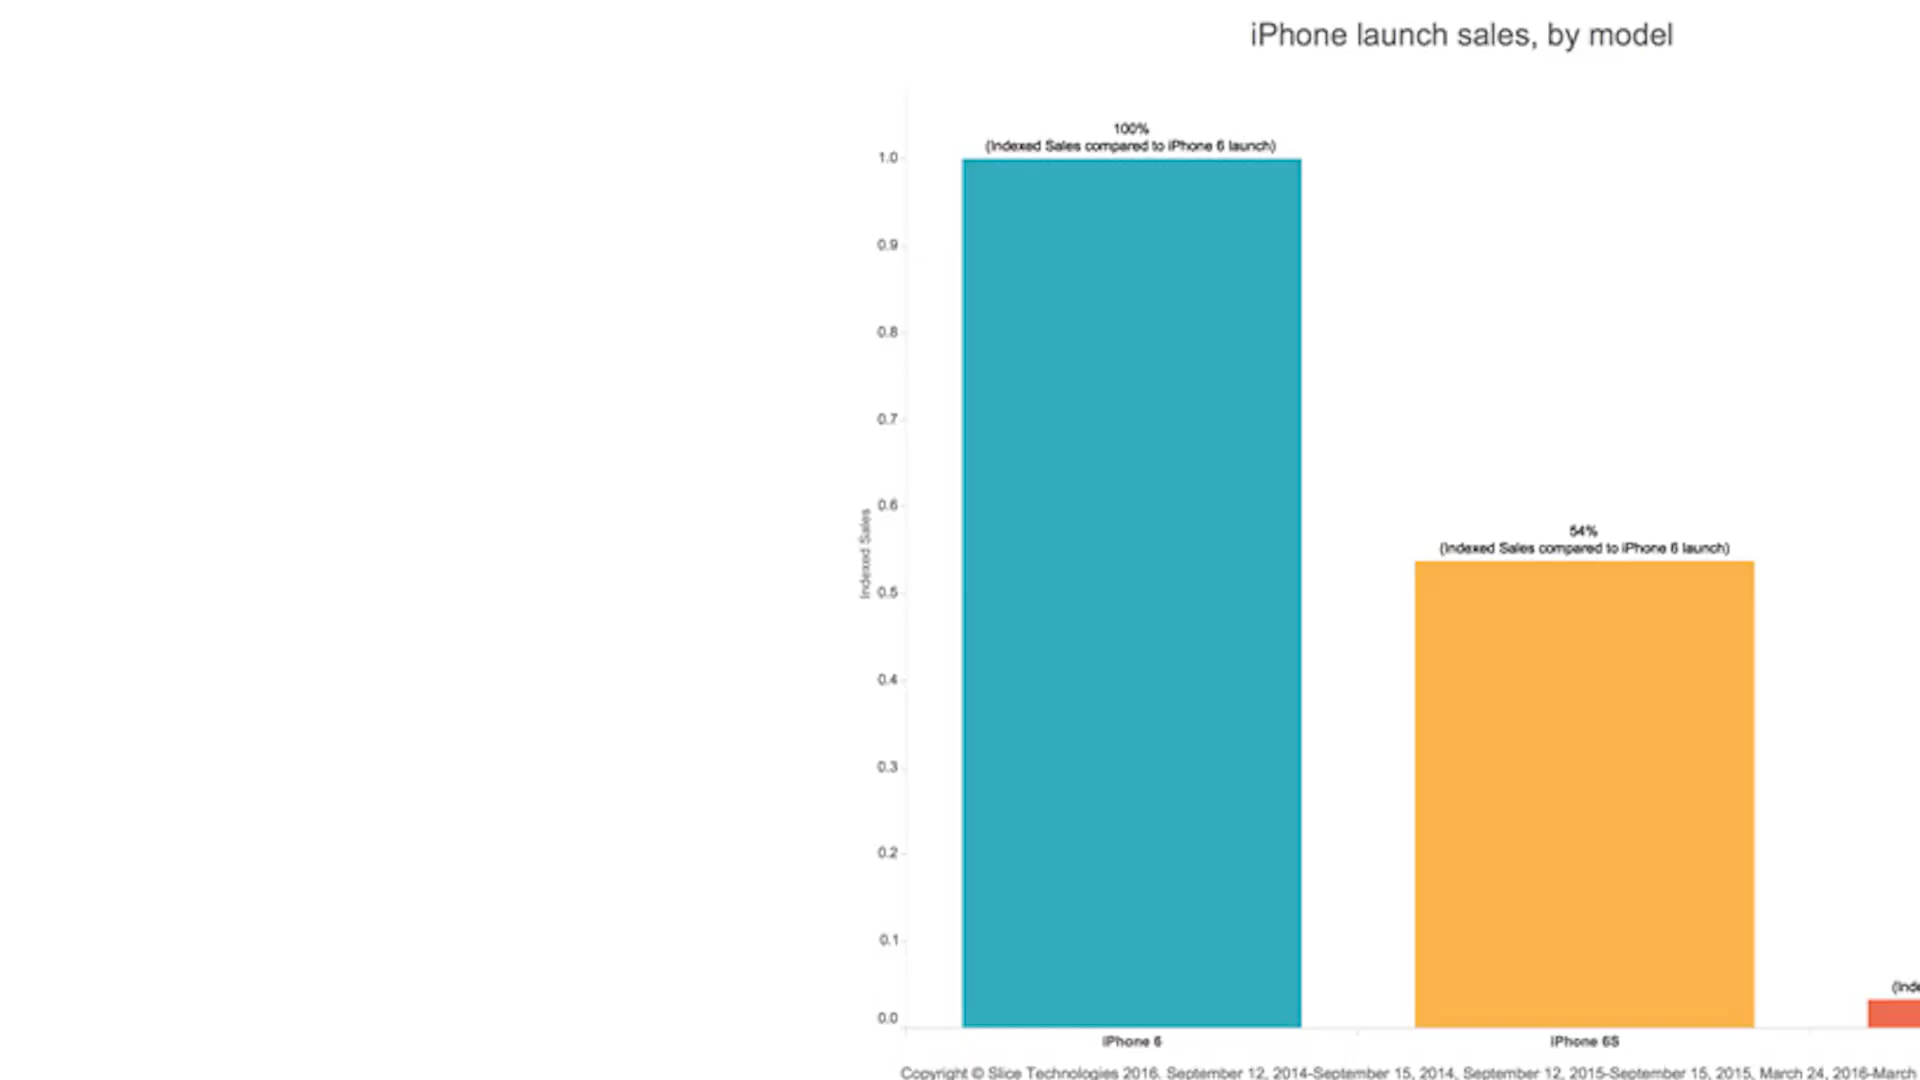 iPhone launch sales, by model
100%
(Indexed Sales compared to iPhone 6 launch)
1.0
0.9
0.8
0.7
0.6
54%
(Indexed Sales compared to iPhone 6 launch)
Indexed Sales
0.5
0.4
0.3
0.2
0.1
(Inde
0.0
iPhone 6
iPhone 6S
Copyright © Slice Technologies 2016. September 12, 2014-September 15, 2014, September 12, 2015-September 15, 2015, March 24, 2016-March